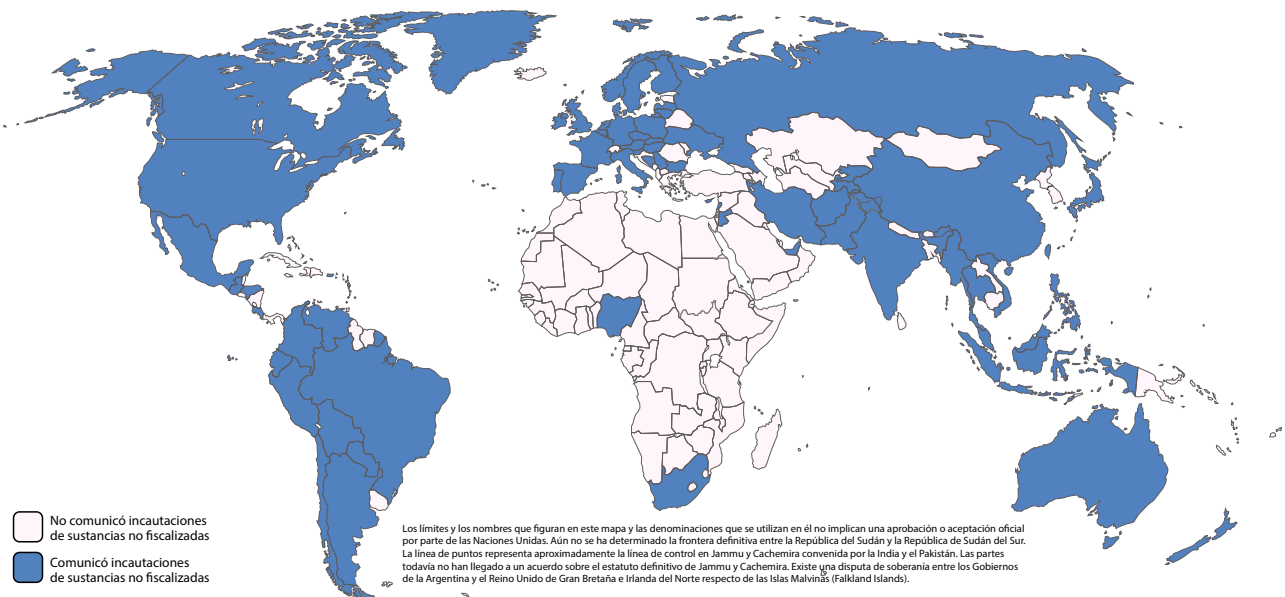 No comunicó incautaciones
de sustancias no fiscalizadas
Comunicó incautaciones
de sustancias no fiscalizadas
Los límites y los nombres que figuran en este mapa y las denominaciones que se utilizan en él no implican una aprobación o aceptación oficial
por parte de las Naciones Unidas. Aún no se ha determinado la frontera definitiva entre la República del Sudán y la República de Sudán del Sur.
La línea de puntos representa aproximadamente la línea de control en Jammu y Cachemira convenida por la India y el Pakistán. Las partes
todavía no han llegado a un acuerdo sobre el estatuto definitivo de Jammu y Cachemira. Existe una disputa de soberanía entre los Gobiernos
de la Argentina y el Reino Unido de Gran Bretaña e Irlanda del Norte respecto de las Islas Malvinas (Falkland Islands).